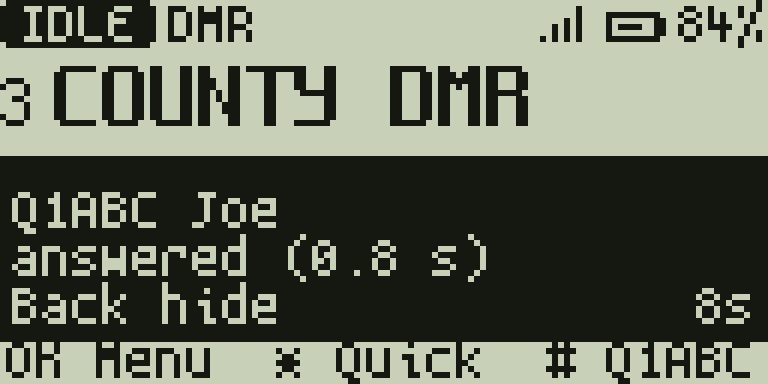 IDLE DMR 84%
3 COUNTY DMR
Q1ABC Joe
answered (0.8 s)
Back hide 8s
OK Menu * Quick # Q1ABC